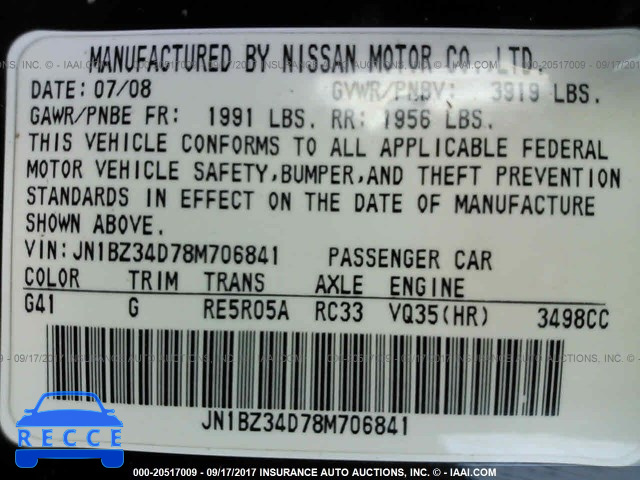 MANUFACTURED BY NISSAN MOTOR CO., LTD.
DATE: 07/08 GVWR/PNBV: 3919 LBS.
GAWR/PNBE FR: 1991 LBS. RR: 1956 LBS.
THIS VEHICLE CONFORMS TO ALL APPLICABLE FEDERAL
MOTOR VEHICLE SAFETY,BUMPER,AND THEFT PREVENTION
STANDARDS IN EFFECT ON THE DATE OF MANUFACTURE
SHOWN ABOVE.
VIN:JN1BZ34D78M706841 PASSENGER CAR
COLOR TRIM TRANS AXLE ENGINE
G41 G RE5R05A RC33 VQ35(HR) 3498CC
JN1BZ34D78M706841
BIDFAX
000-20517009 - 09/17/2017 INSURANCE AUTO AUCTIONS, INC. - © IAAI.COM